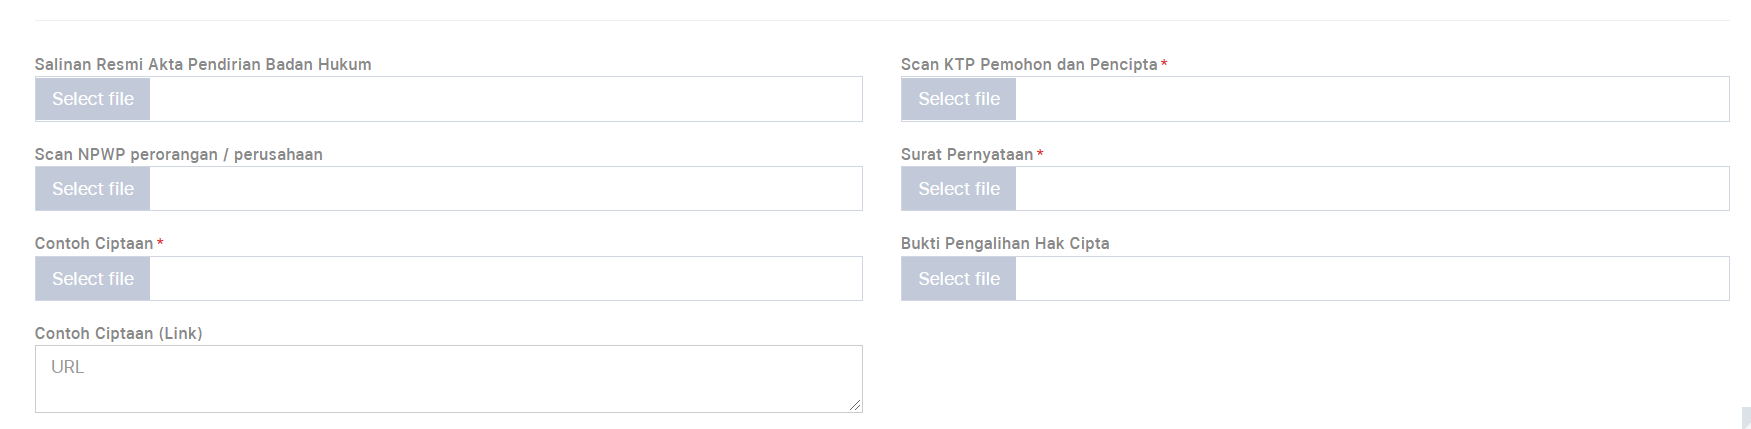 Salinan Resmi Akta Pendirian Badan Hukum
Select file
Scan KTP Pemohon dan Pencipta*
Select file
Scan NPWP perorangan / perusahaan
Select file
Surat Pernyataan*
Select file
Contoh Ciptaan*
Select file
Bukti Pengalihan Hak Cipta
Select file
Contoh Ciptaan (Link)
URL